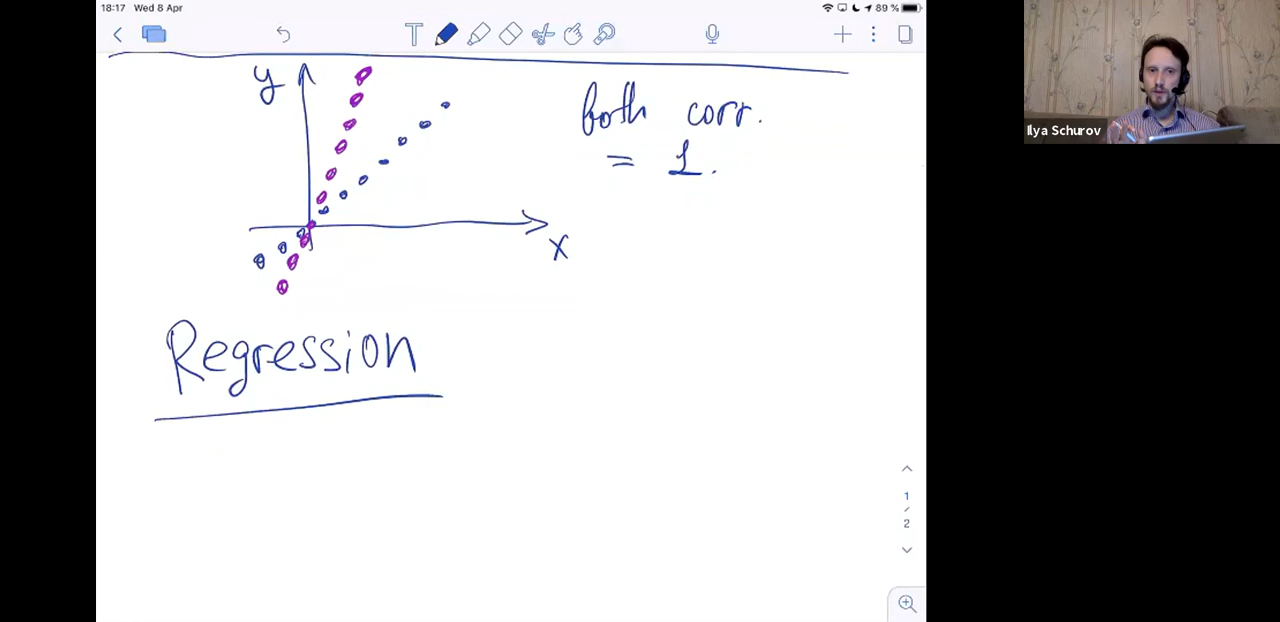 18:17 Wed 8 Apr
89 %
T
y
both corr.
= 1.
x
Regression
1
/
2
Ilya Schurov